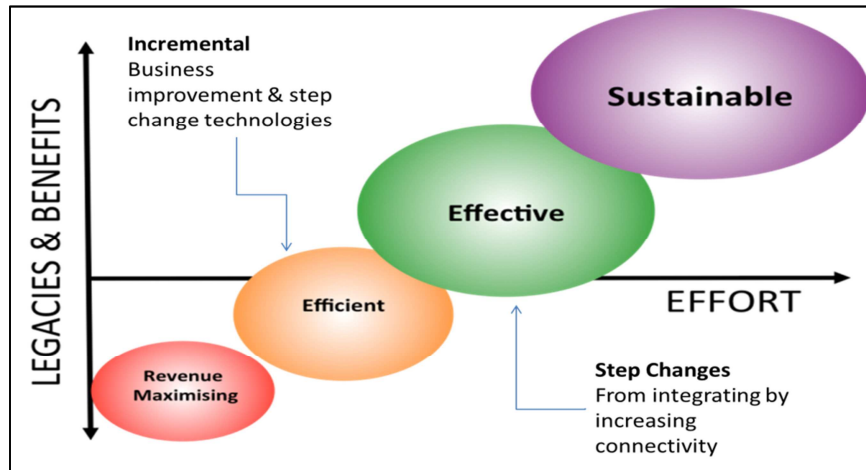 LEGACIES & BENEFITS
Incremental
Business
improvement & step
change technologies
Sustainable
Effective
Efficient
EFFORT
Revenue
Maximising
Step Changes
From integrating by
increasing
connectivity